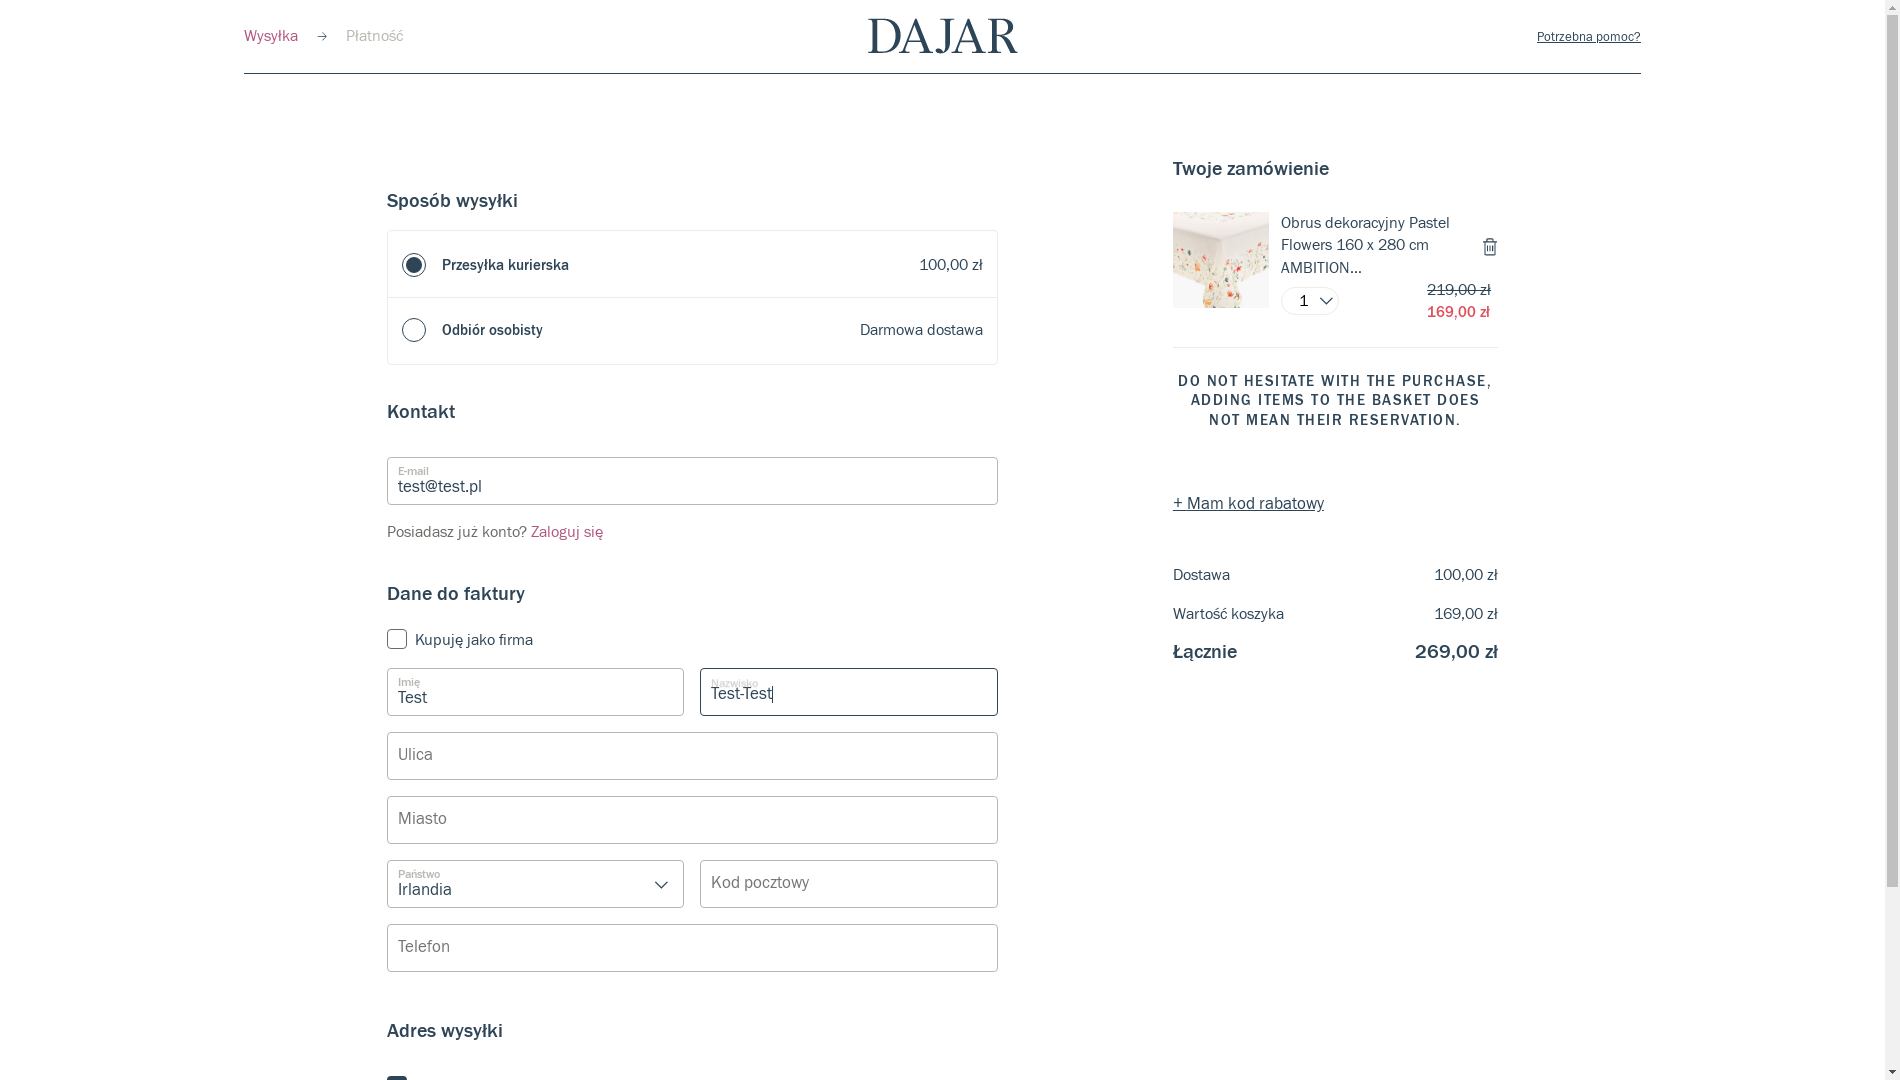 Wysyłka
Płatność
DAJAR
Potrzebna pomoc?
Sposób wysyłki
Przesyłka kurierska
100,00 zł
Odbiór osobisty
Darmowa dostawa
Kontakt
E-mail
test@test.pl
Posiadasz już konto? Zaloguj się
Dane do faktury
Kupuję jako firma
Imię
Test
Nazwisko
Test-Test
Ulica
Miasto
Państwo
Irlandia
Kod pocztowy
Telefon
Adres wysyłki
Twoje zamówienie
Obrus dekoracyjny Pastel
Flowers 160 x 280 cm
AMBITION...
219,00 zł
1
169,00 zł
DO NOT HESITATE WITH THE PURCHASE,
ADDING ITEMS TO THE BASKET DOES
NOT MEAN THEIR RESERVATION.
+ Mam kod rabatowy
Dostawa
100,00 zł
Wartość koszyka
169,00 zł
Łącznie
269,00 zł